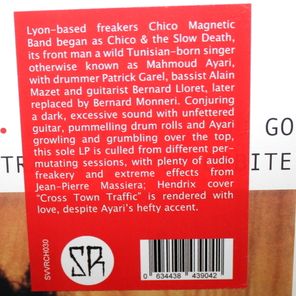 Lyon-based freakers Chico Magnetic
Band began as Chico & the Slow Death,
its front man a wild Tunisian-born singer
otherwise known as Mahmoud Ayari,
with drummer Patrick Garel, bassist Alain
Mazet and guitarist Bernard Lloret, later
replaced by Bernard Monneri. Conjuring
a dark, excessive sound with unfettered
guitar, pummelling drum rolls and Ayari
growling and grumbling over the top,
this sole LP is culled from different per-
mutating sessions, with plenty of audio
freakery and extreme effects from
Jean-Pierre Massiera; Hendrix cover
“Cross Town Traffic” is rendered with
love, despite Ayari's hefty accent.
GO
TR
ITE
SVVRCH030
SR
0 634438 439042